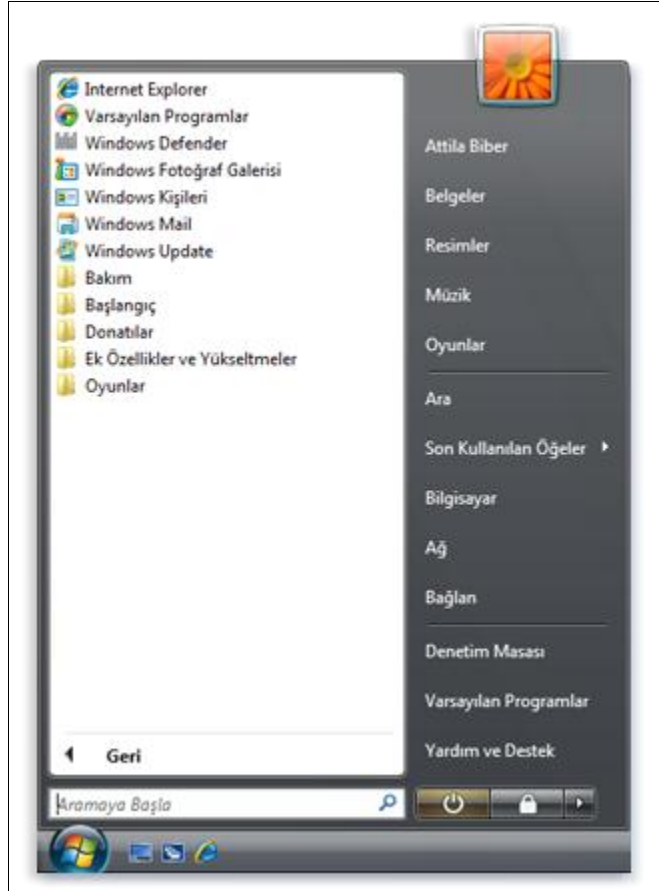 Internet Explorer
Varsayılan Programlar
Windows Defender
Windows Fotoğraf Galerisi
Windows Kişileri
Windows Mail
Windows Update
Bakım
Başlangıç
Donatılar
Ek Özellikler ve Yükseltmeler
Oyunlar
Geri
Aramaya Başla
Attila Biber
Belgeler
Resimler
Müzik
Oyunlar
Ara
Son Kullanılan Öğeler
Bilgisayar
Ağ
Bağlan
Denetim Masası
Varsayılan Programlar
Yardım ve Destek